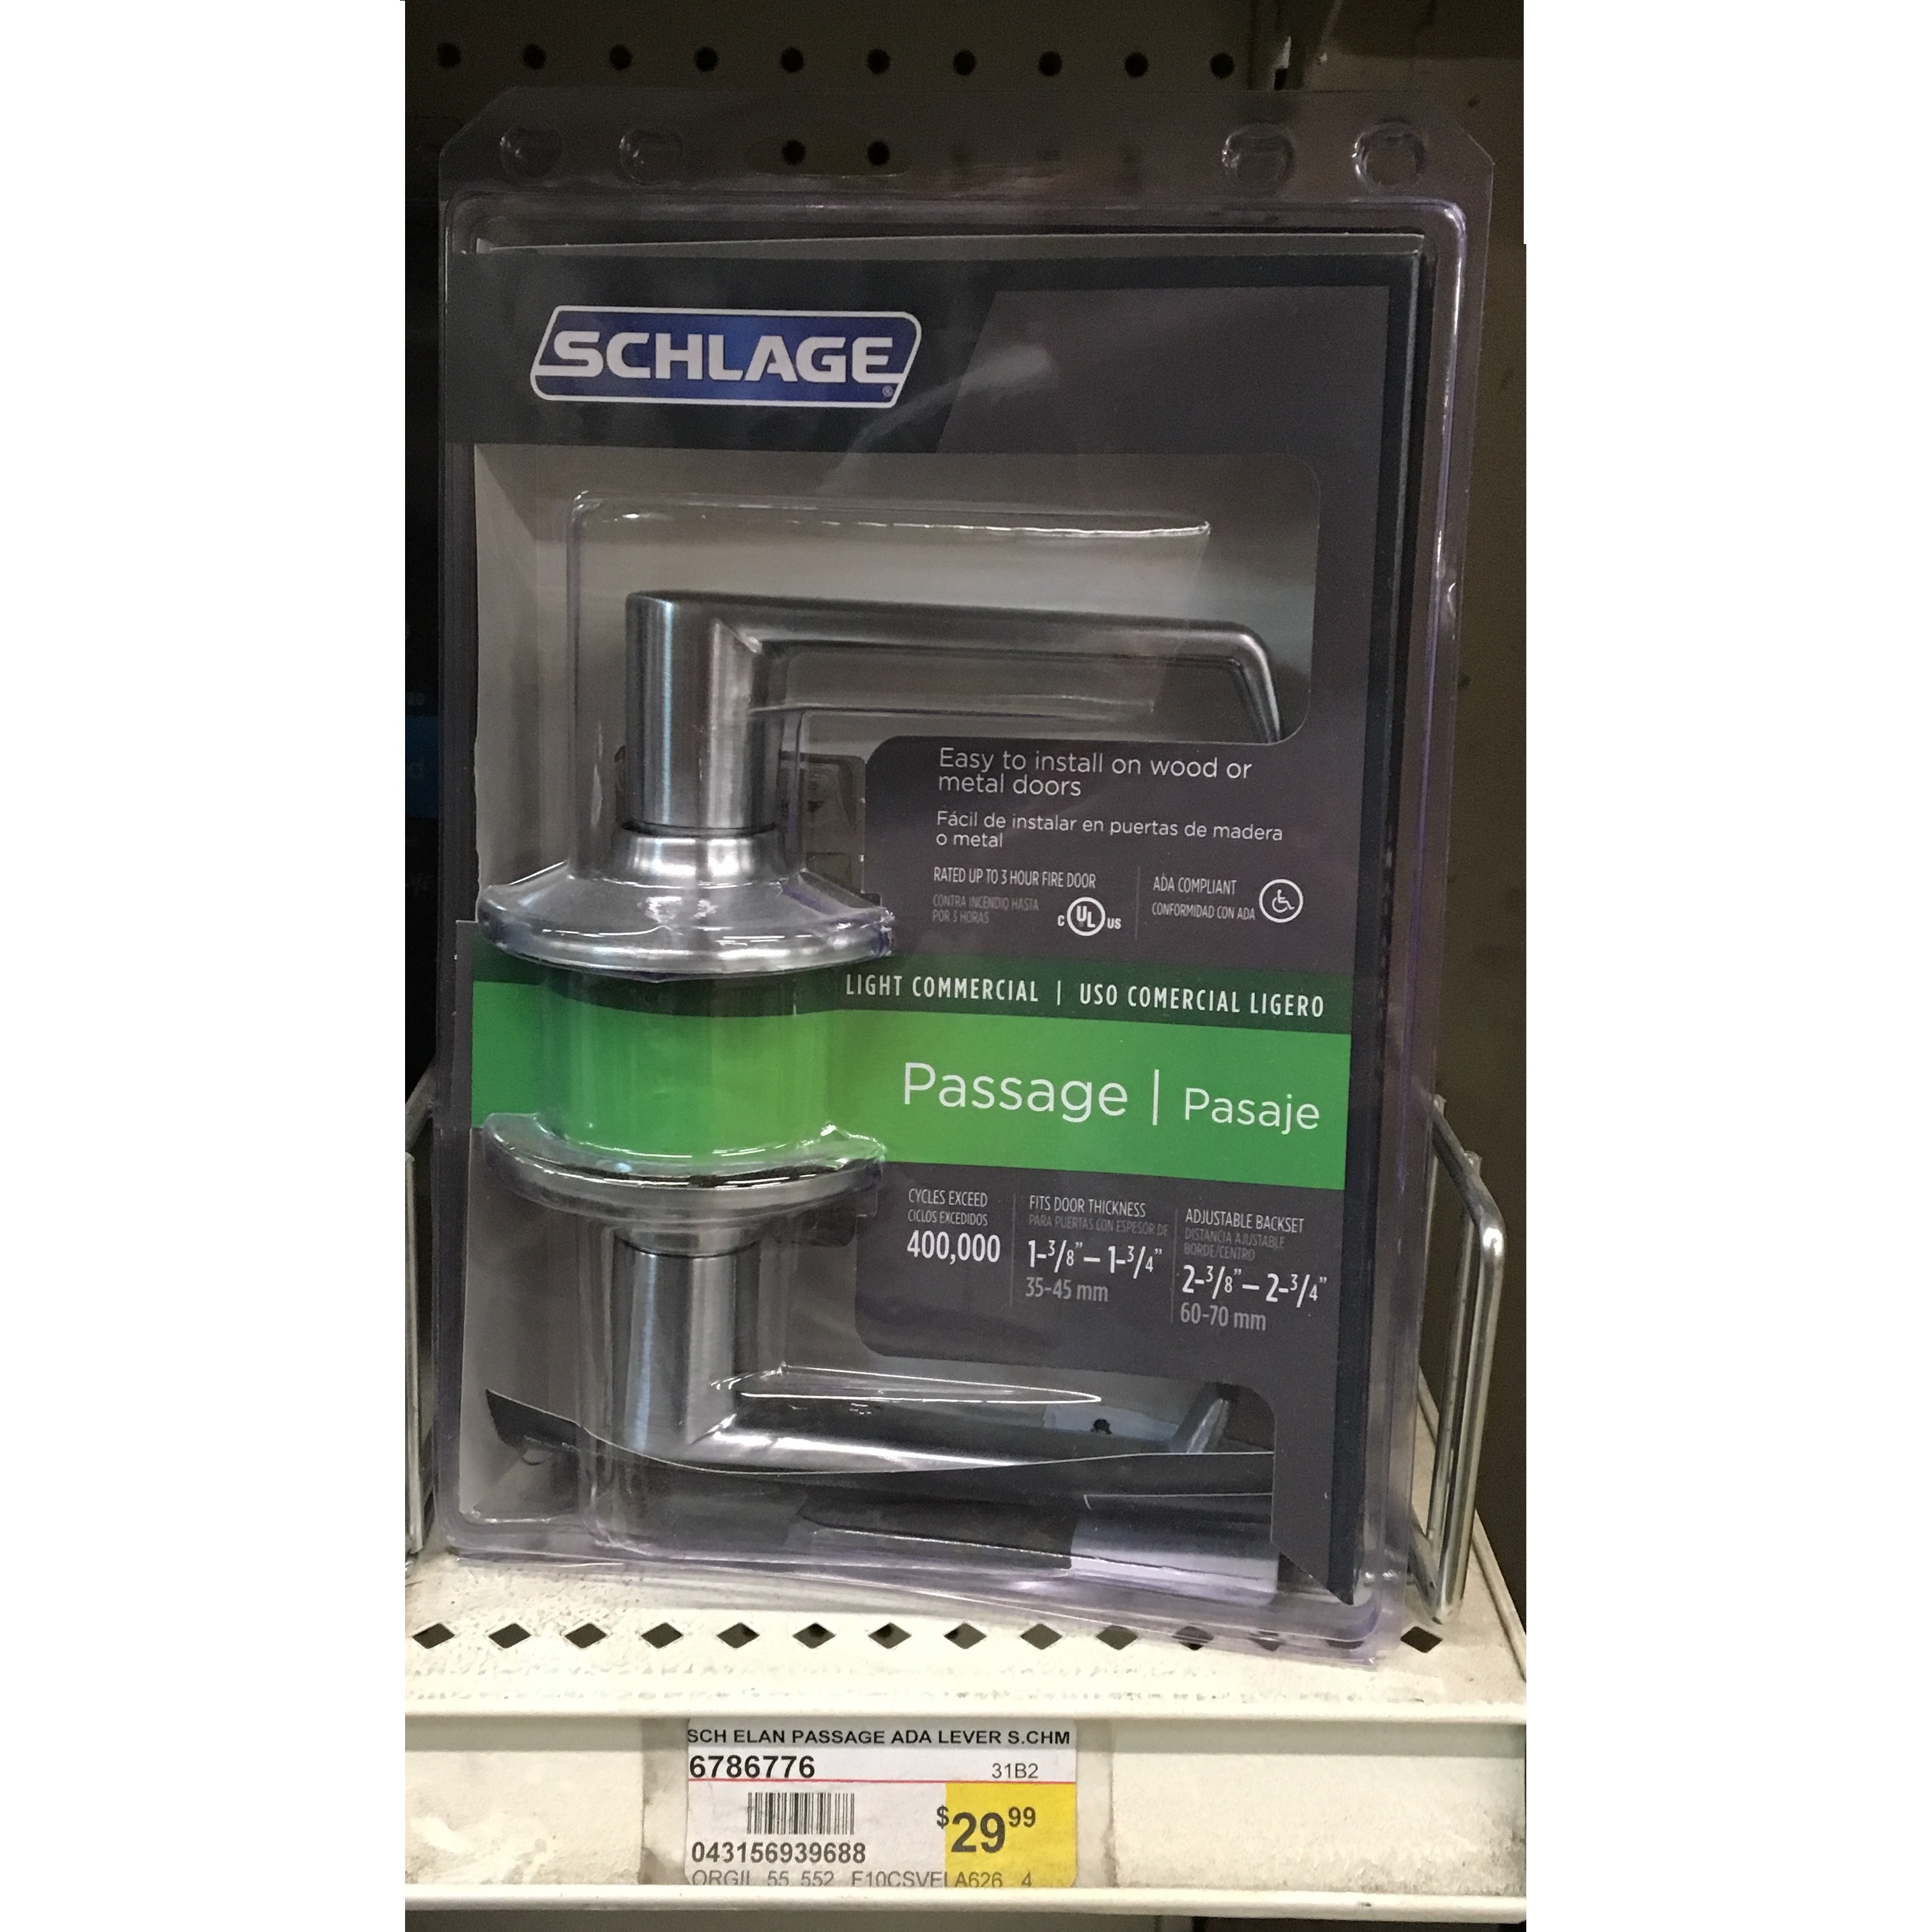 SCHLAGE
®
Easy to install on wood or
metal doors
Fácil de instalar en puertas de madera
o metal
RATED UP TO 3 HOUR FIRE DOOR
CONTRA INCENDIO HASTA
POR 3 HORAS
C UL US
ADA COMPLIANT
CONFORMIDAD CON ADA
LIGHT COMMERCIAL | USO COMERCIAL LIGERO
Passage | Pasaje
CYCLES EXCEED
CICLOS EXCEDIDOS
400,000
FITS DOOR THICKNESS
PARA PUERTAS CON ESPESOR DE
1-3/8" – 1-3/4"
35-45 mm
ADJUSTABLE BACKSET
DISTANCIA AJUSTABLE
BORDE/CENTRO
2-3/8" – 2-3/4"
60-70 mm
SCH ELAN PASSAGE ADA LEVER S.CHM
6786776 31B2
$29.99
043156939688
ORGIL 55 552 F10CSVELA626 4